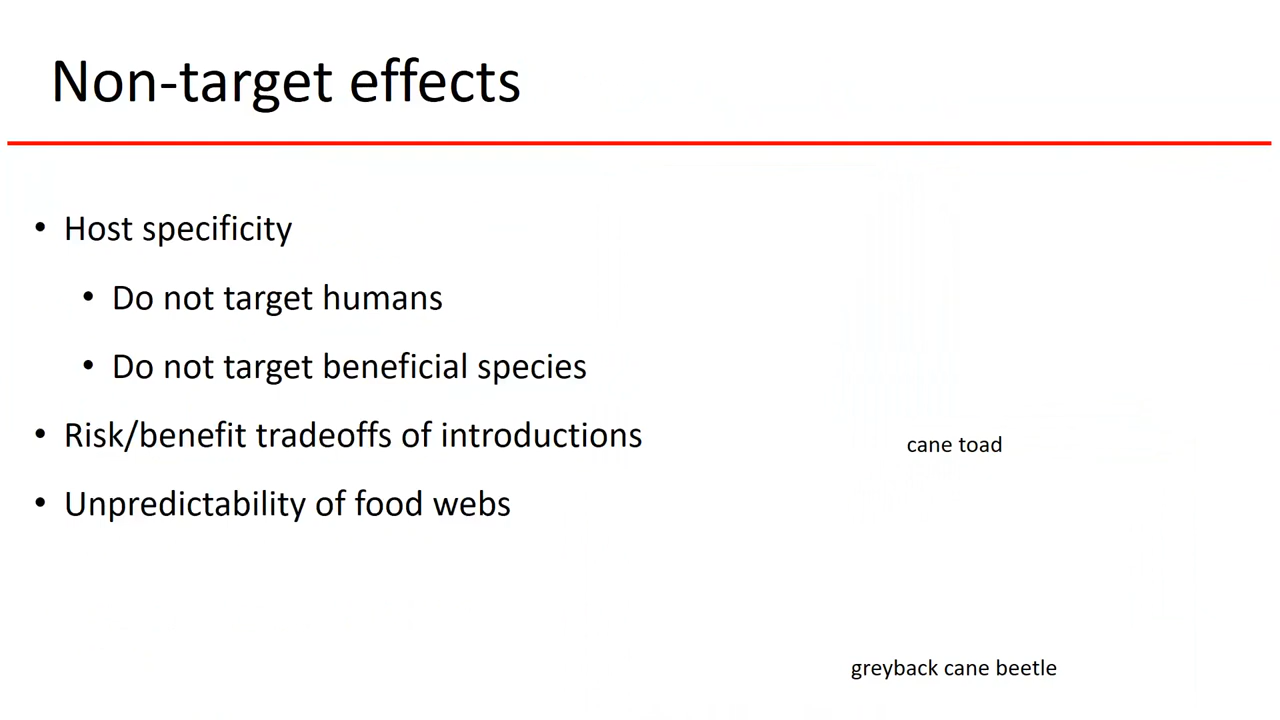 Non-target effects
• Host specificity
• Do not target humans
• Do not target beneficial species
• Risk/benefit tradeoffs of introductions
• Unpredictability of food webs
cane toad
greyback cane beetle